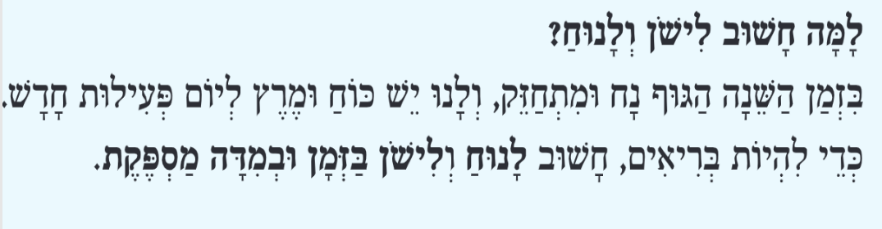 לָמָּה חָשׁוּב לִישֹׁן וְלָנוּחַ?
בִּזְמַן הַשֵּׁנָה הַגּוּף נָח וּמִתְחַזֵּק, וְלָנוּ יֵשׁ כּוֹחַ וּמֶרֶץ לְיוֹם פְּעִילוּת חָדָשׁ.
כְּדֵי לִהְיוֹת בְּרִיאִים, חָשׁוּב לָנוּחַ וְלִישֹׁן בַּזְּמָן וּבְמִדָּה מַסְפֶּקֶת.